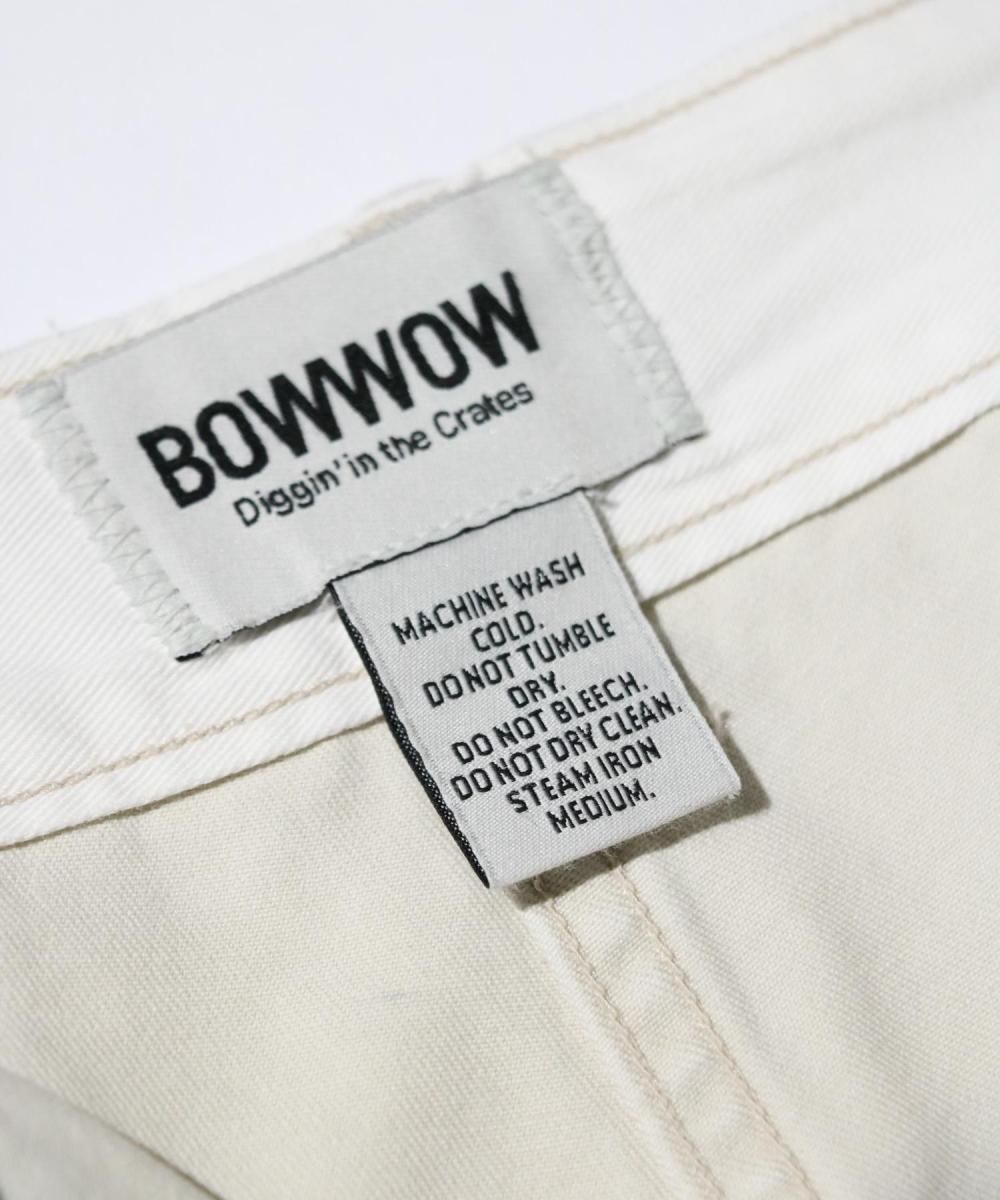 BOWWOW
Diggin' in the Crates
MACHINE WASH
COLD.
DO NOT TUMBLE
DRY.
DO NOT BLEECH.
DO NOT DRY CLEAN.
STEAM IRON
MEDIUM.